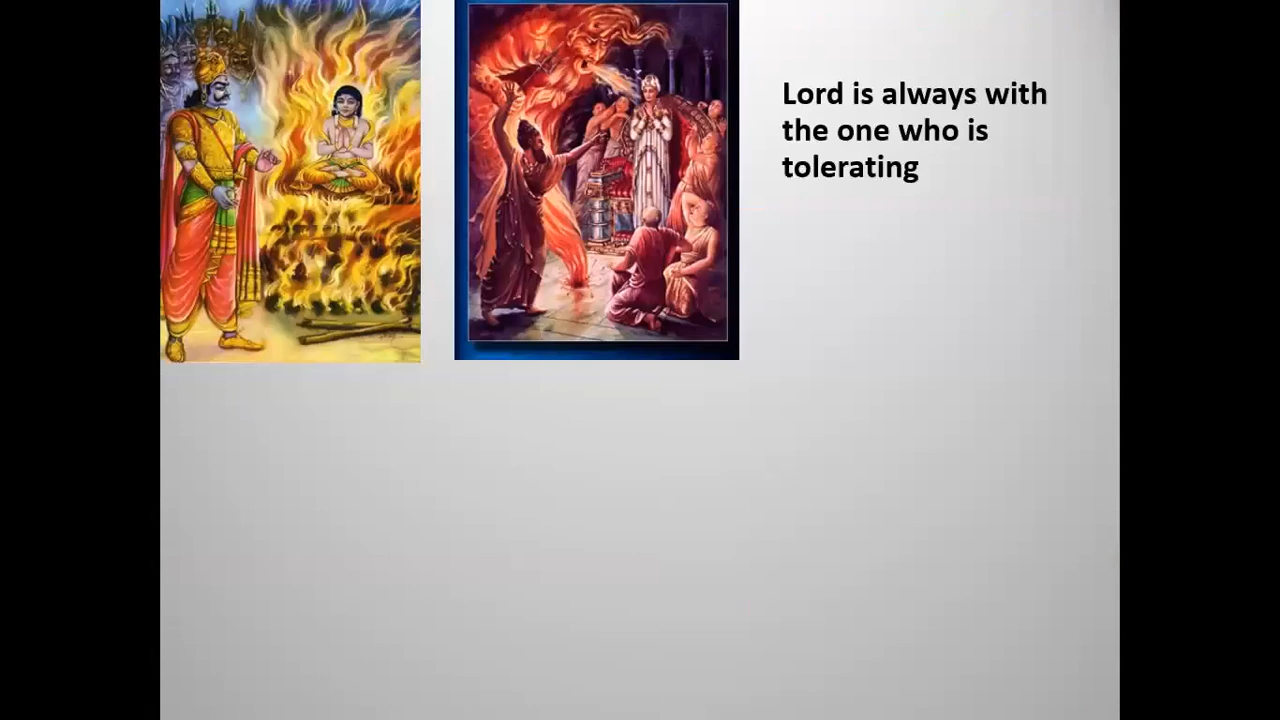 Lord is always with
the one who is
tolerating